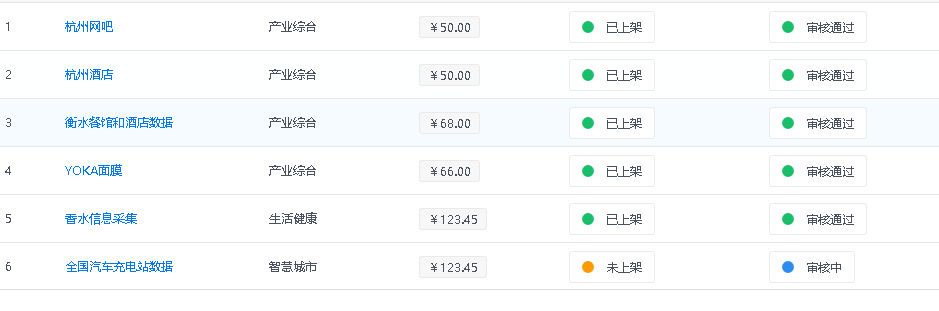 1 杭州网吧 产业综合 ￥50.00 已上架 审核通过
2 杭州酒店 产业综合 ￥50.00 已上架 审核通过
3 衡水餐馆和酒店数据 产业综合 ￥68.00 已上架 审核通过
4 YOKA面膜 产业综合 ￥66.00 已上架 审核通过
5 香水信息采集 生活健康 ￥123.45 已上架 审核通过
6 全国汽车充电站数据 智慧城市 ￥123.45 未上架 审核中